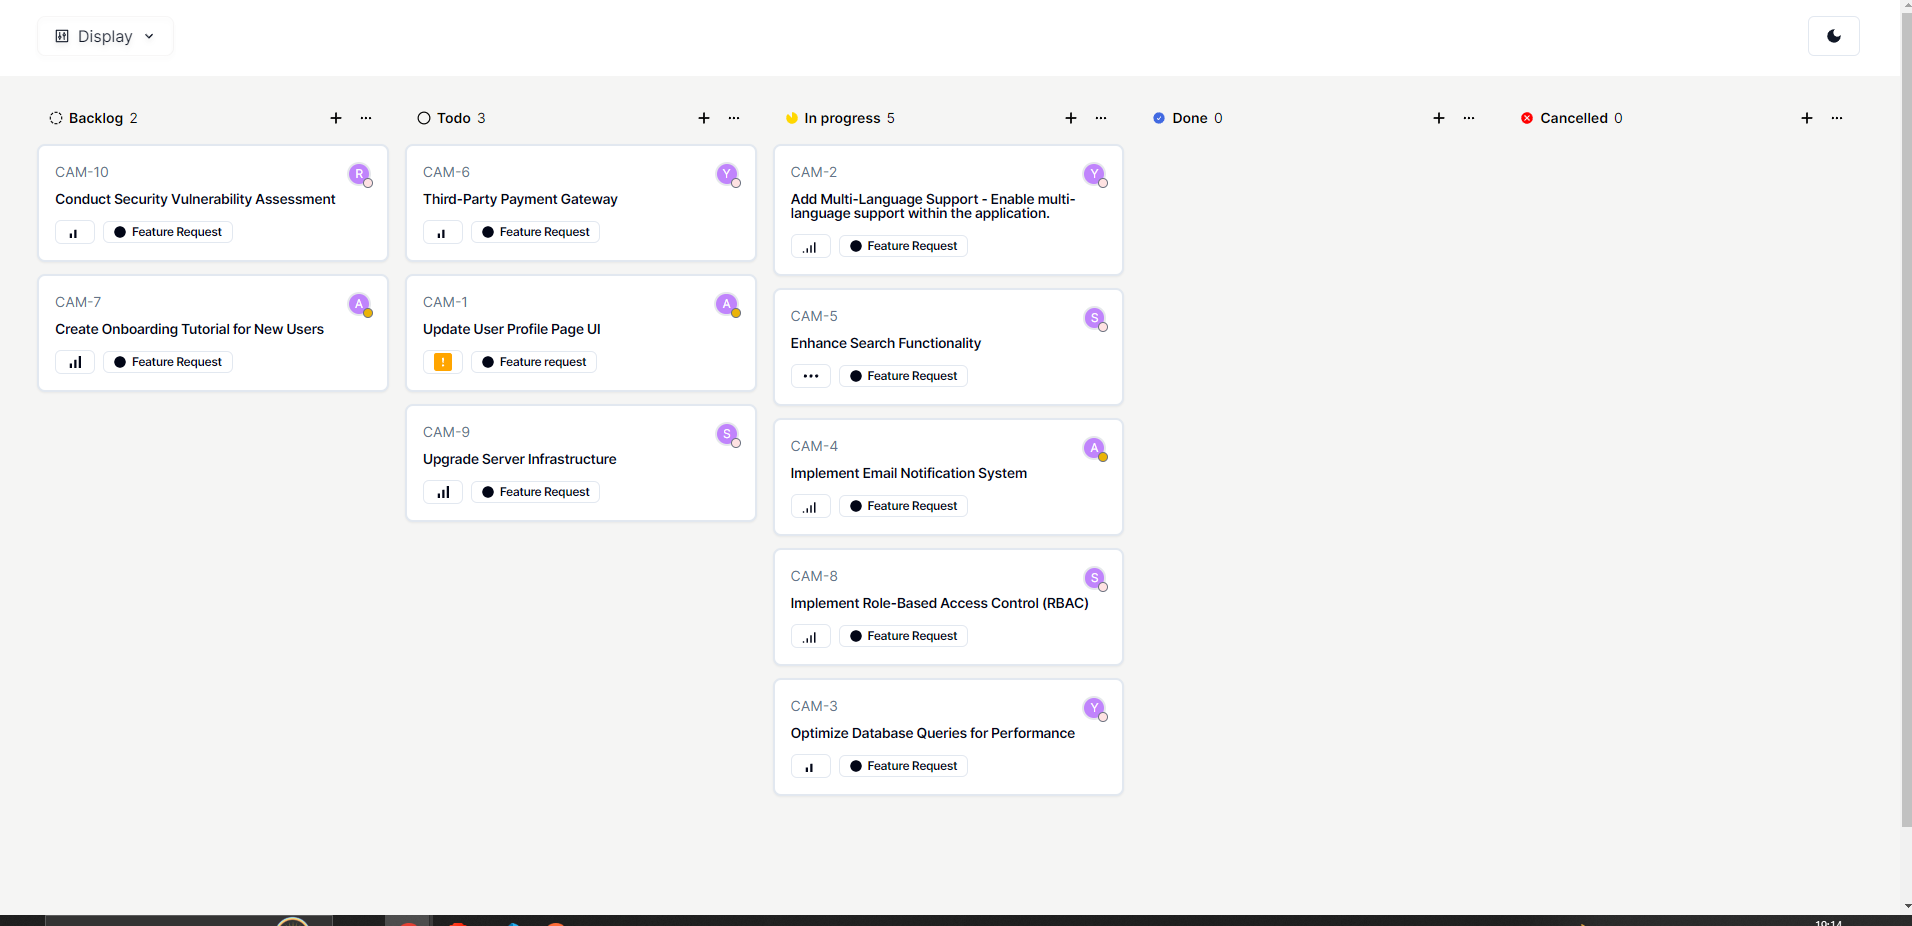 Display
Backlog 2
CAM-10
R
Conduct Security Vulnerability Assessment
Feature Request
CAM-7
A
Create Onboarding Tutorial for New Users
Feature Request
Todo 3
CAM-6
Y
Third-Party Payment Gateway
Feature Request
CAM-1
A
Update User Profile Page UI
!
Feature request
CAM-9
S
Upgrade Server Infrastructure
Feature Request
In progress 5
CAM-2
Y
Add Multi-Language Support - Enable multi-
language support within the application.
Feature Request
CAM-5
S
Enhance Search Functionality
Feature Request
CAM-4
A
Implement Email Notification System
Feature Request
CAM-8
S
Implement Role-Based Access Control (RBAC)
Feature Request
CAM-3
Y
Optimize Database Queries for Performance
Feature Request
Done 0
Cancelled 0
19:14